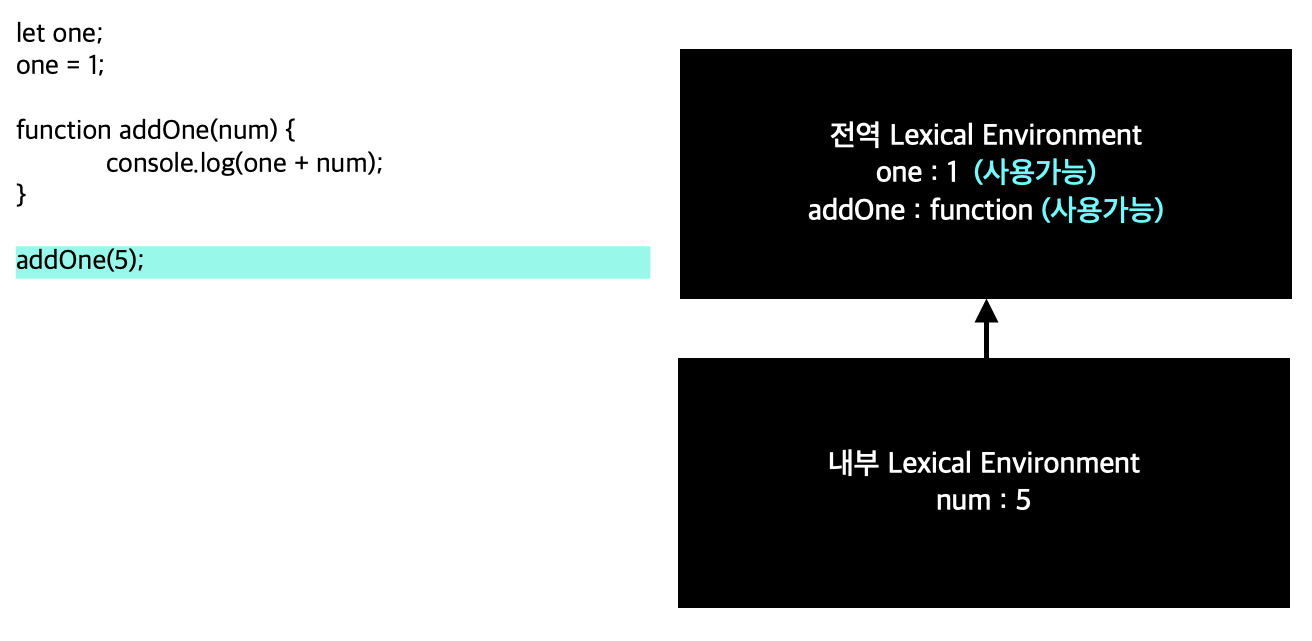 let one;
one = 1;
function addOne(num) {
console.log(one + num);
}
addOne(5);
전역 Lexical Environment
one : 1 (사용가능)
addOne : function (사용가능)
내부 Lexical Environment
num : 5